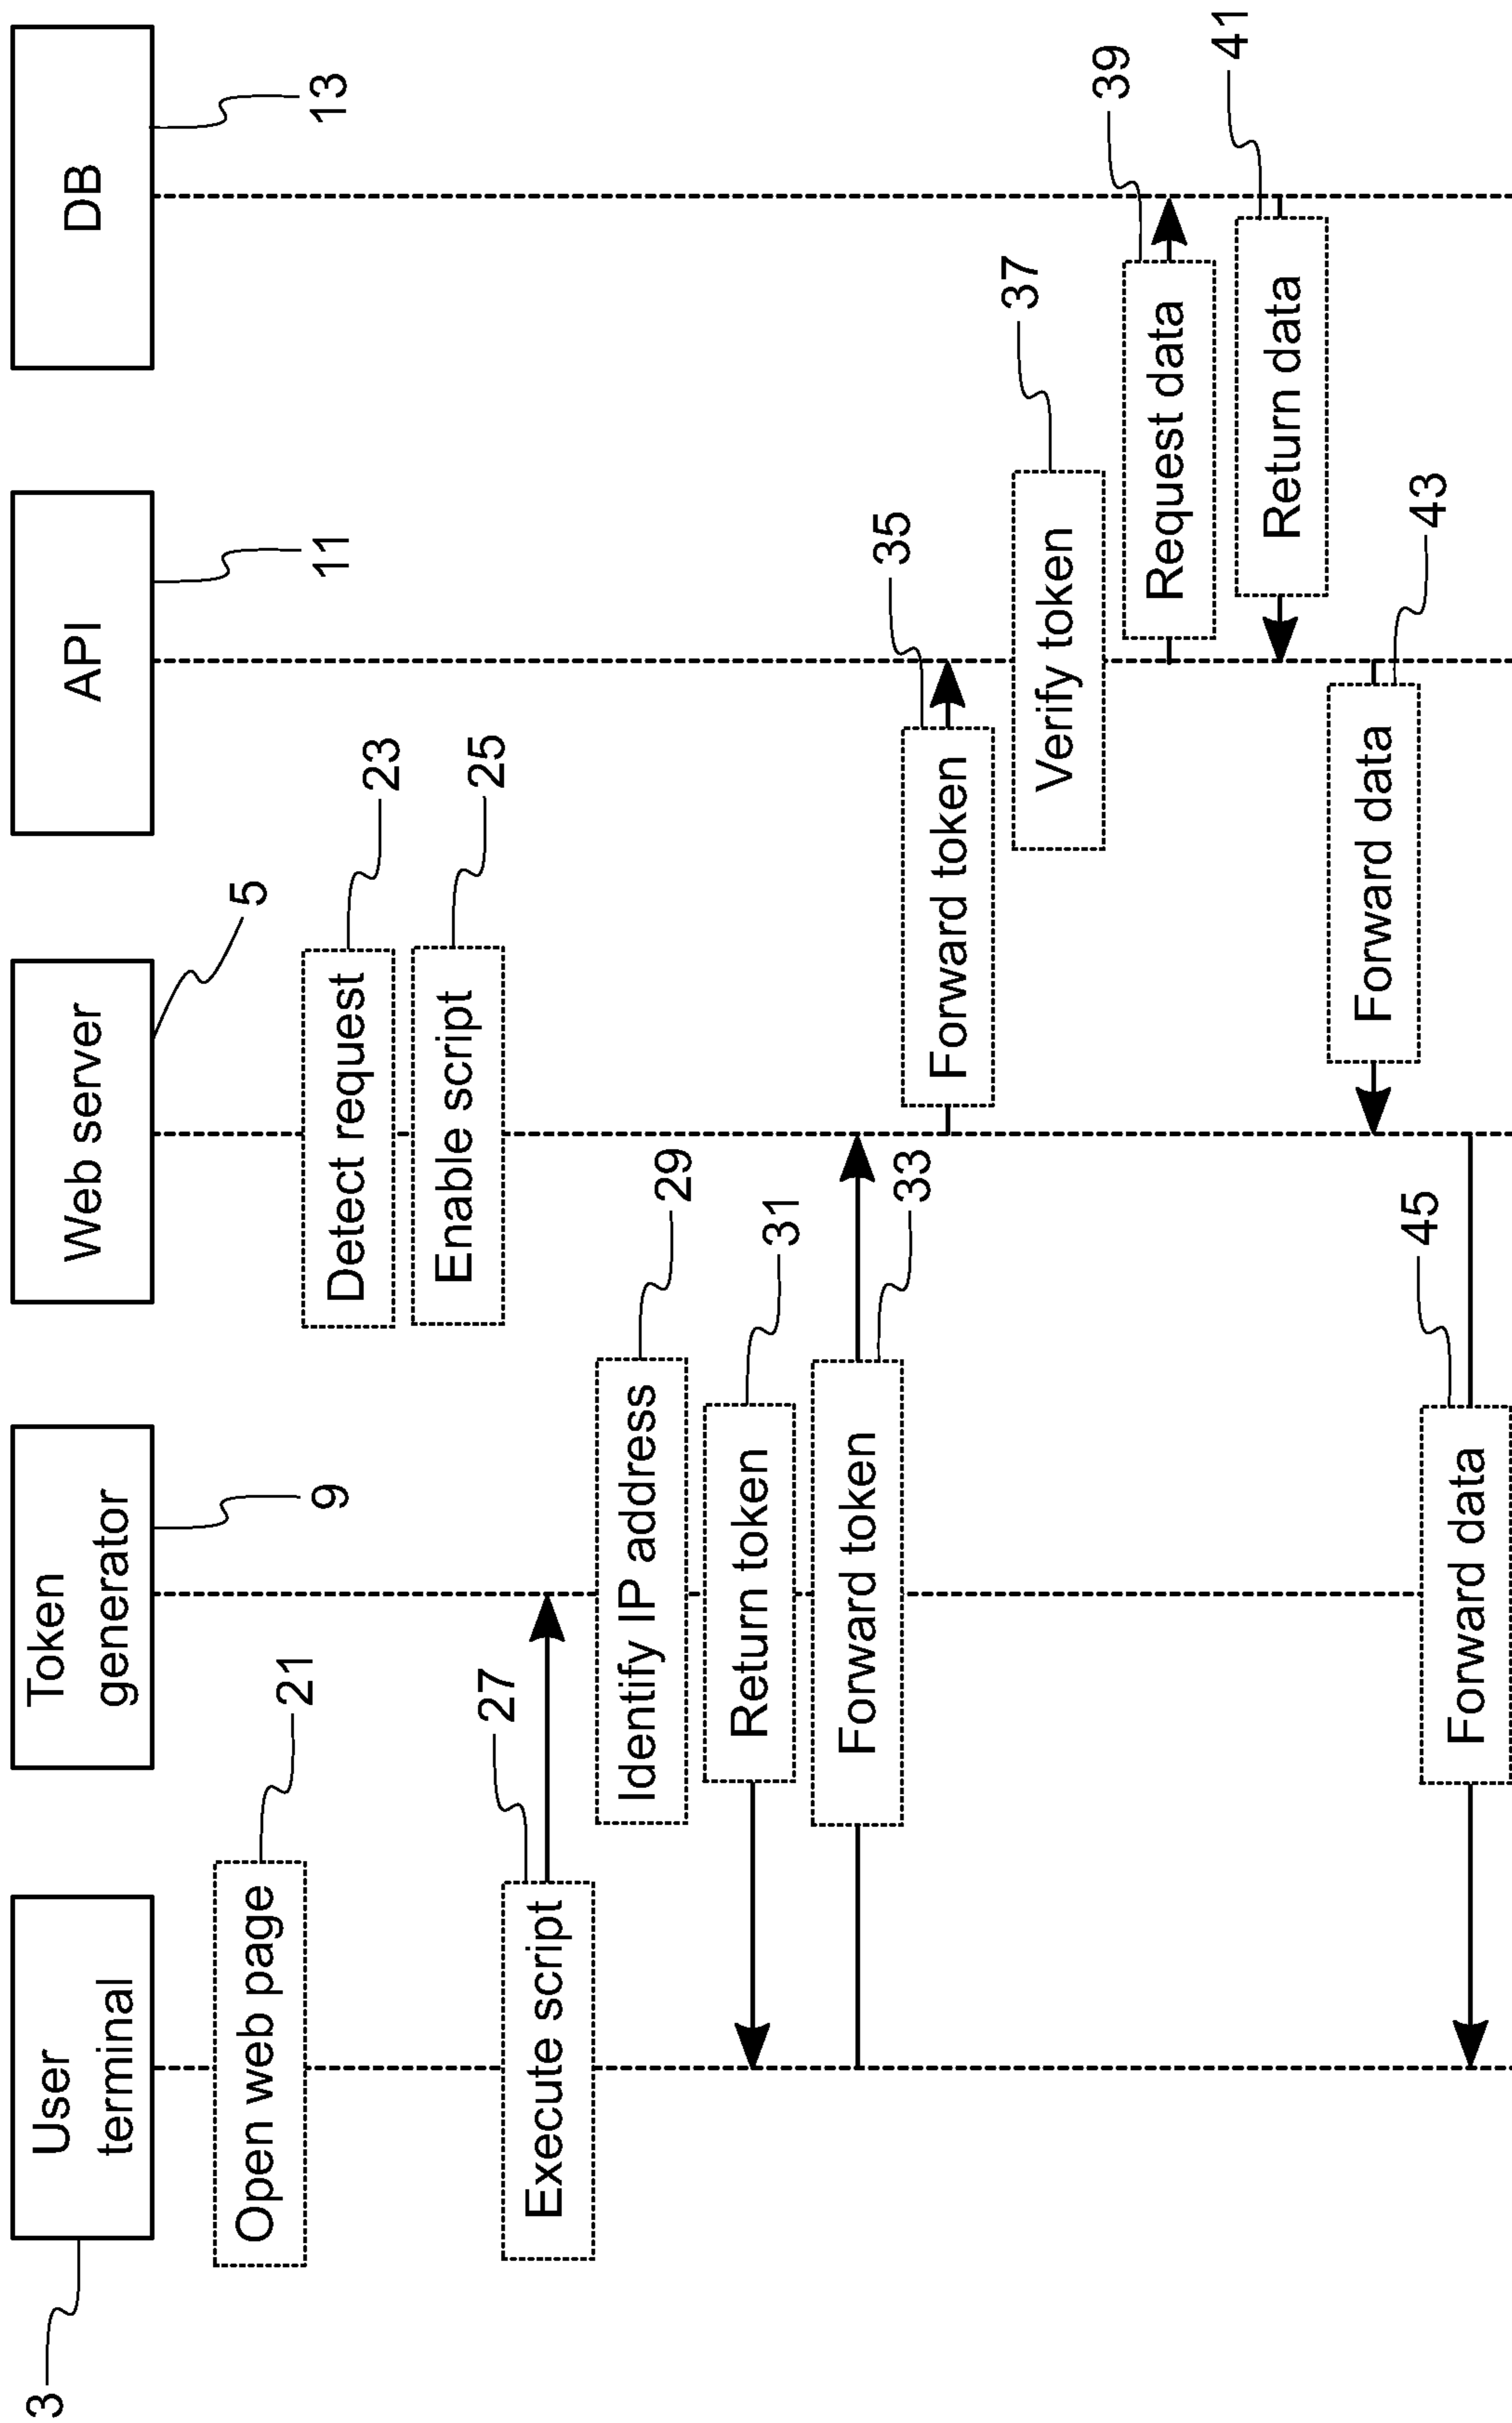 3
User
terminal
Token
generator
9
Web server
5
API
11
DB
13
Open web page
21
Detect request
23
Enable script
25
Execute script
27
Identify IP address
29
Return token
31
Forward token
33
Forward token
35
Verify token
37
Request data
39
Return data
41
Forward data
43
Forward data
45